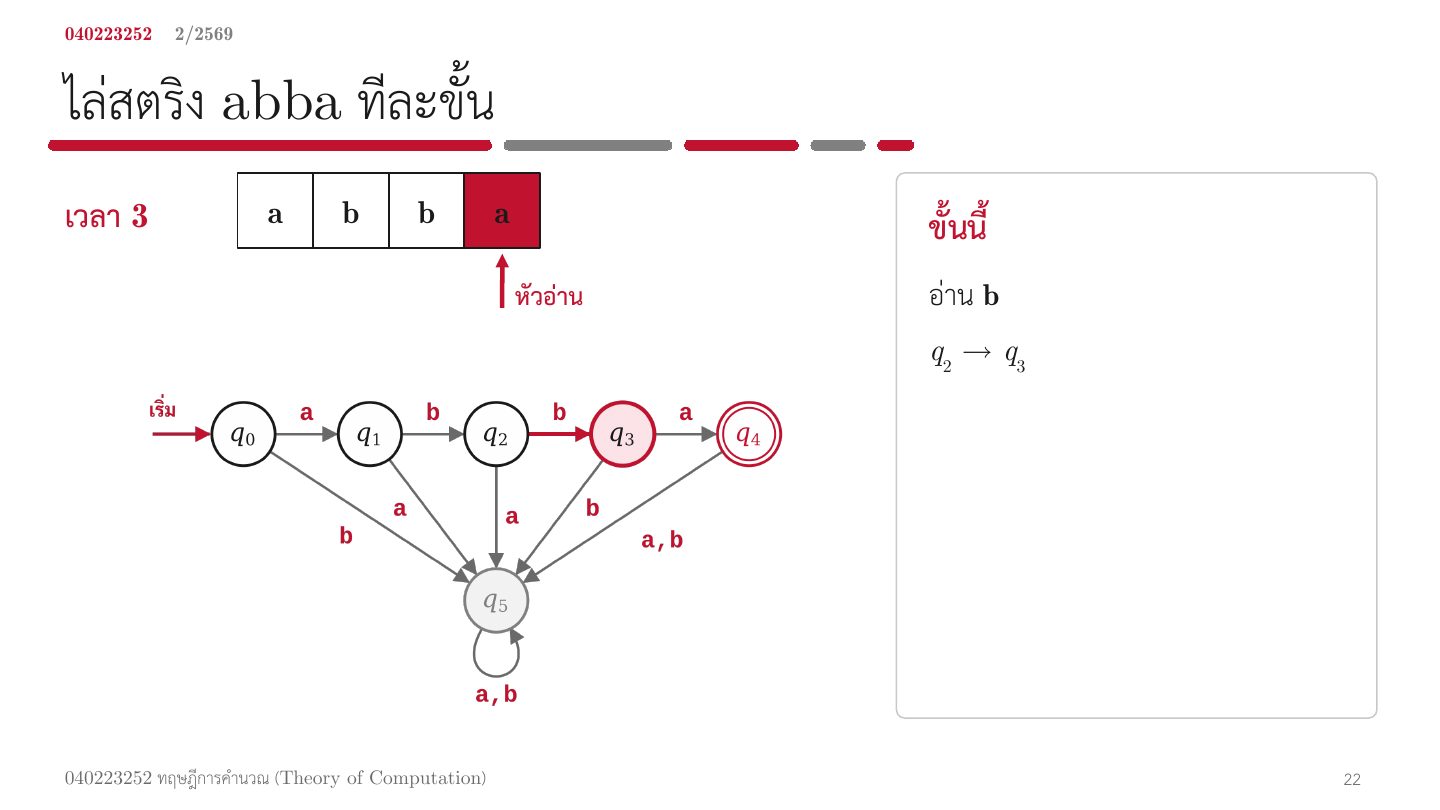 040223252 2/2569
ไล่สตริง abba ทีละขั้น
เวลา 3
a b b a
หัวอ่าน
ขั้นนี้
อ่าน b
q₂ → q₃
เริ่ม
a b b a
q₀ q₁ q₂ q₃ q₄
a a b
b a,b
q₅
a,b
040223252 ทฤษฎีการคำนวณ (Theory of Computation)
22